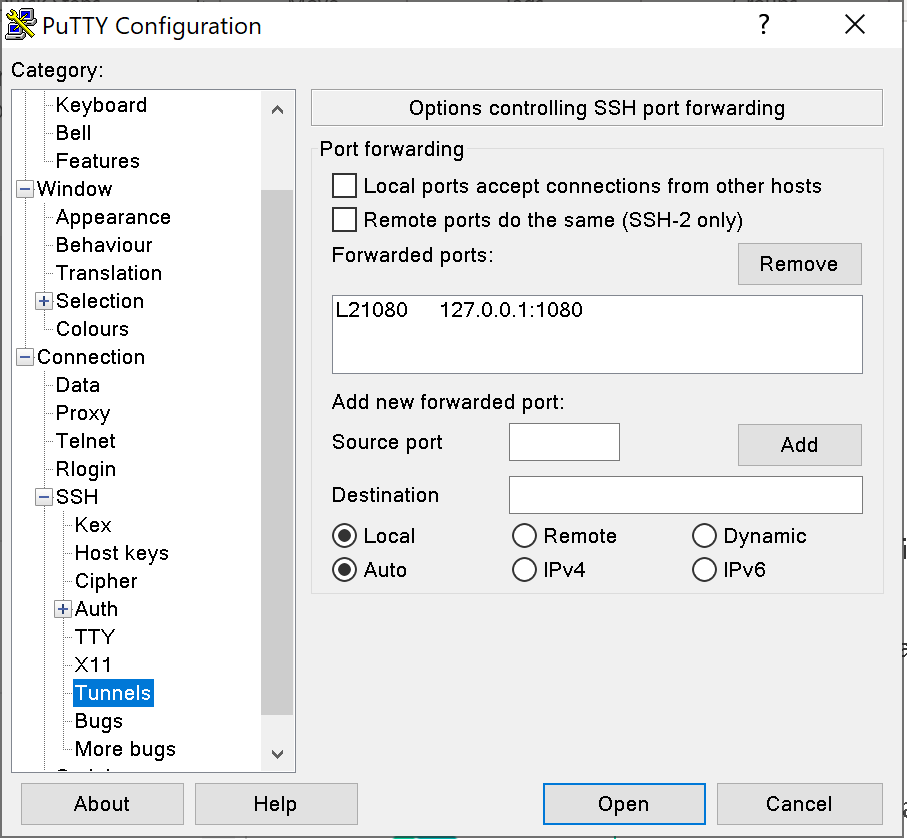 PuTTY Configuration
?
Category:
Keyboard
Bell
Features
Window
Appearance
Behaviour
Translation
Selection
Colours
Connection
Data
Proxy
Telnet
Rlogin
SSH
Kex
Host keys
Cipher
Auth
TTY
X11
Tunnels
Bugs
More bugs
Options controlling SSH port forwarding
Port forwarding
Local ports accept connections from other hosts
Remote ports do the same (SSH-2 only)
Forwarded ports:
Remove
L21080 127.0.0.1:1080
Add new forwarded port:
Source port
Add
Destination
Local Remote Dynamic
Auto IPv4 IPv6
About Help Open Cancel